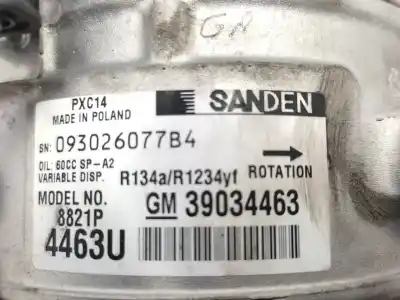 GN
PXC14
MADE IN POLAND
SANDEN
SN: 093026077B4
OIL: 60CC SP-A2
VARIABLE DISP. R134a/R1234yf ROTATION
MODEL NO.
8821P
GM 39034463
4463U